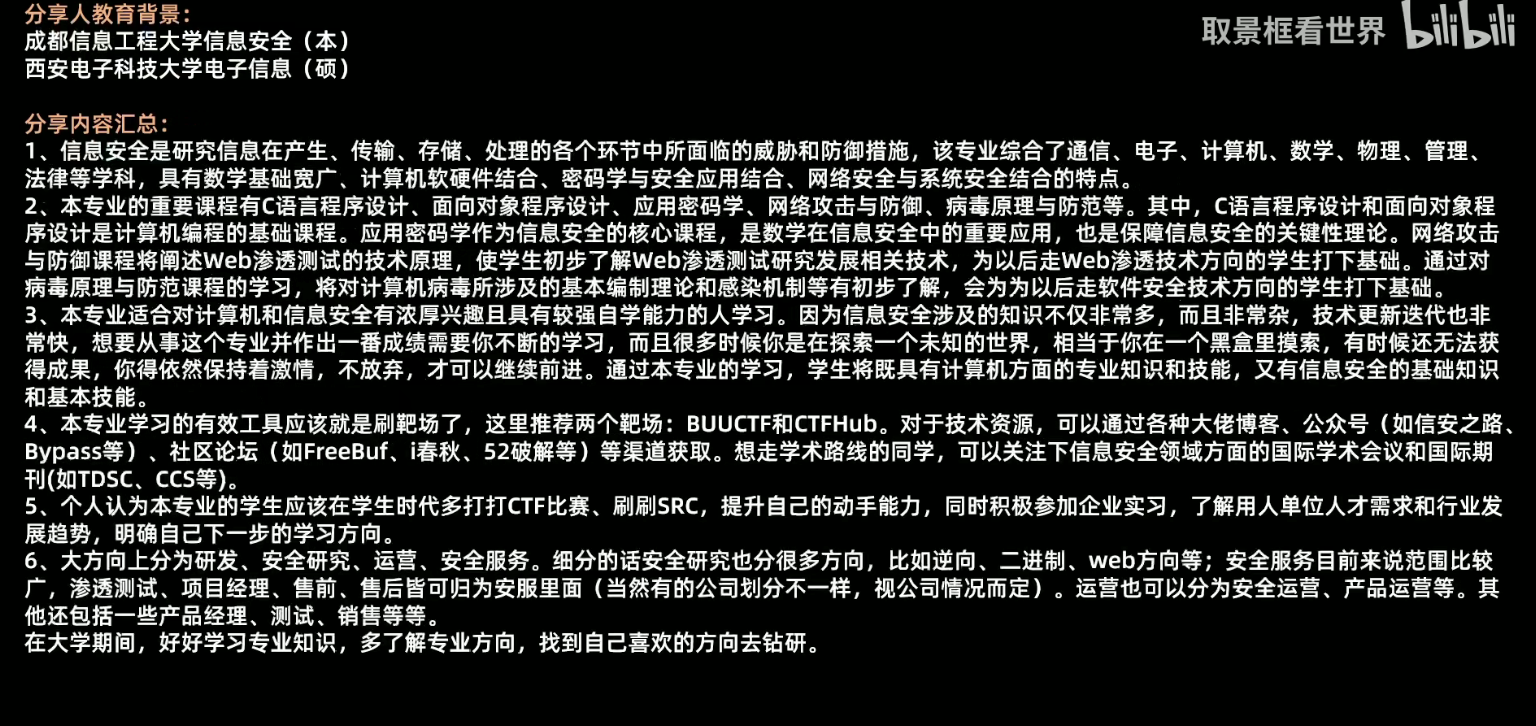 分享人教育背景：
取景框看世界 bilibili
成都信息工程大学信息安全（本）
西安电子科技大学电子信息（硕）
分享内容汇总：
1、信息安全是研究信息在产生、传输、存储、处理的各个环节中所面临的威胁和防御措施，该专业综合了通信、电子、计算机、数学、物理、管理、
法律等学科，具有数学基础宽广、计算机软硬件结合、密码学与安全应用结合、网络安全与系统安全结合的特点。
2、本专业的重要课程有C语言程序设计、面向对象程序设计、应用密码学、网络攻击与防御、病毒原理与防范等。其中，C语言程序设计和面向对象程
序设计是计算机编程的基础课程。应用密码学作为信息安全的核心课程，是数学在信息安全中的重要应用，也是保障信息安全的关键性理论。网络攻击
与防御课程将阐述Web渗透测试的技术原理，使学生初步了解Web渗透测试研究发展相关技术，为以后走Web渗透技术方向的学生打下基础。通过对
病毒原理与防范课程的学习，将对计算机病毒所涉及的基本编制理论和感染机制等有初步了解，会为为以后走软件安全技术方向的学生打下基础。
3、本专业适合对计算机和信息安全有浓厚兴趣且具有较强自学能力的人学习。因为信息安全涉及的知识不仅非常多，而且非常杂，技术更新迭代也非
常快，想要从事这个专业并作出一番成绩需要你不断的学习，而且很多时候你是在探索一个未知的世界，相当于你在一个黑盒里摸索，有时候还无法获
得成果，你得依然保持着激情，不放弃，才可以继续前进。通过本专业的学习，学生将既具有计算机方面的专业知识和技能，又有信息安全的基础知识
和基本技能。
4、本专业学习的有效工具应该就是刷靶场了，这里推荐两个靶场：BUUCTF和CTFHub。对于技术资源，可以通过各种大佬博客、公众号（如信安之路、
Bypass等）、社区论坛（如FreeBuf、i春秋、52破解等）等渠道获取。想走学术路线的同学，可以关注下信息安全领域方面的国际学术会议和国际期
刊(如TDSC、CCS等)。
5、个人认为本专业的学生应该在学生时代多打打CTF比赛、刷刷SRC，提升自己的动手能力，同时积极参加企业实习，了解用人单位人才需求和行业发
展趋势，明确自己下一步的学习方向。
6、大方向上分为研发、安全研究、运营、安全服务。细分的话安全研究也分很多方向，比如逆向、二进制、web方向等；安全服务目前来说范围比较
广，渗透测试、项目经理、售前、售后皆可归为安服里面（当然有的公司划分不一样，视公司情况而定）。运营也可以分为安全运营、产品运营等。其
他还包括一些产品经理、测试、销售等等。
在大学期间，好好学习专业知识，多了解专业方向，找到自己喜欢的方向去钻研。